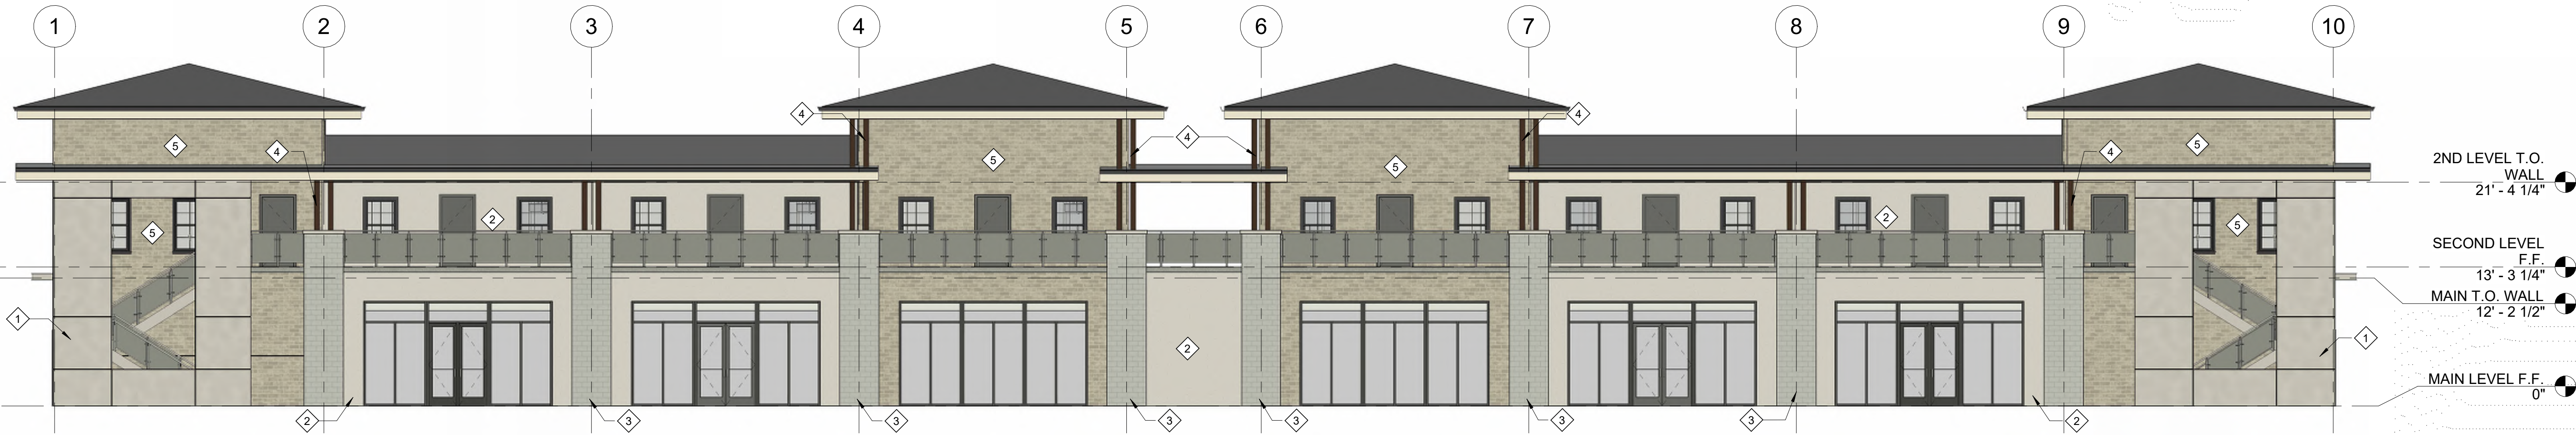 1 2 3 4 5 6 7 8 9 10
4 4 4
5 4 5 5 4 4 5
2ND LEVEL T.O.
WALL
21' - 4 1/4"
5 2 2 5
SECOND LEVEL
F.F.
13' - 3 1/4"
MAIN T.O. WALL
12' - 2 1/2"
1 2 1
MAIN LEVEL F.F.
0"
2 3 3 3 3 3 3 2